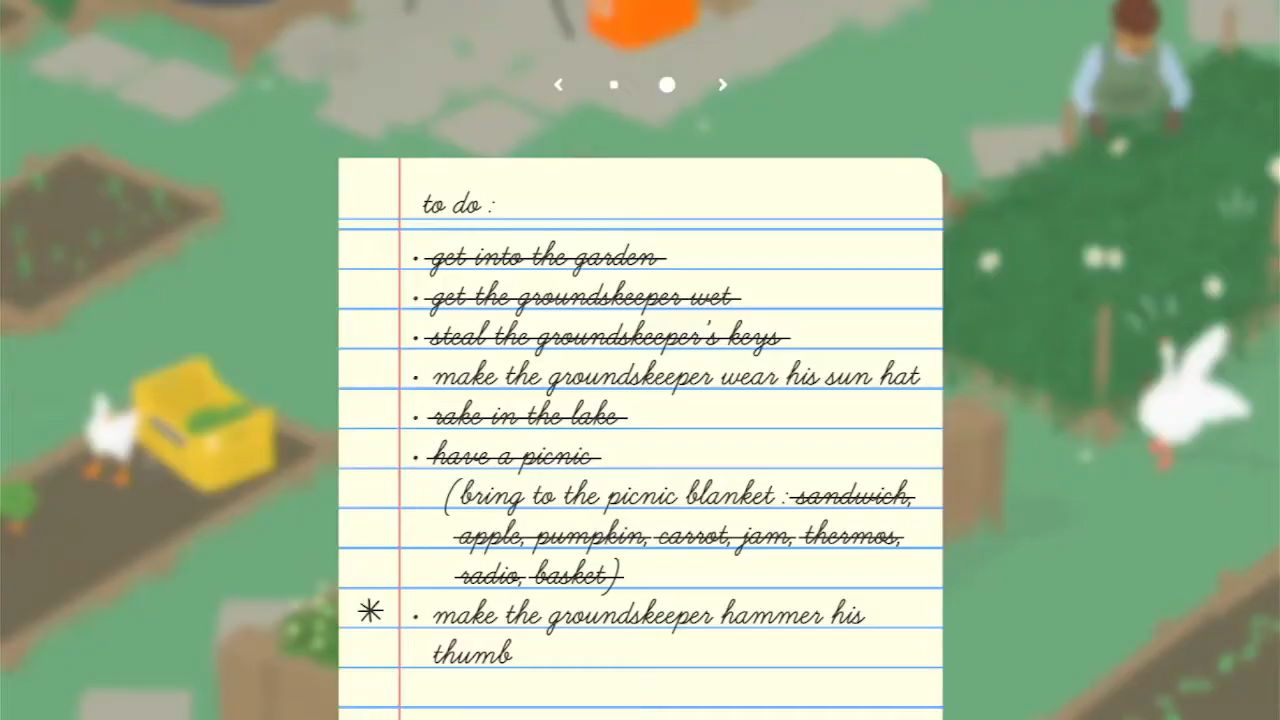 to do :
• get into the garden
• get the groundskeeper wet
• steal the groundskeeper's keys
• make the groundskeeper wear his sun hat
• rake in the lake
• have a picnic
(bring to the picnic blanket : sandwich,
apple, pumpkin, carrot, jam, thermos,
radio, basket)
• make the groundskeeper hammer his
thumb